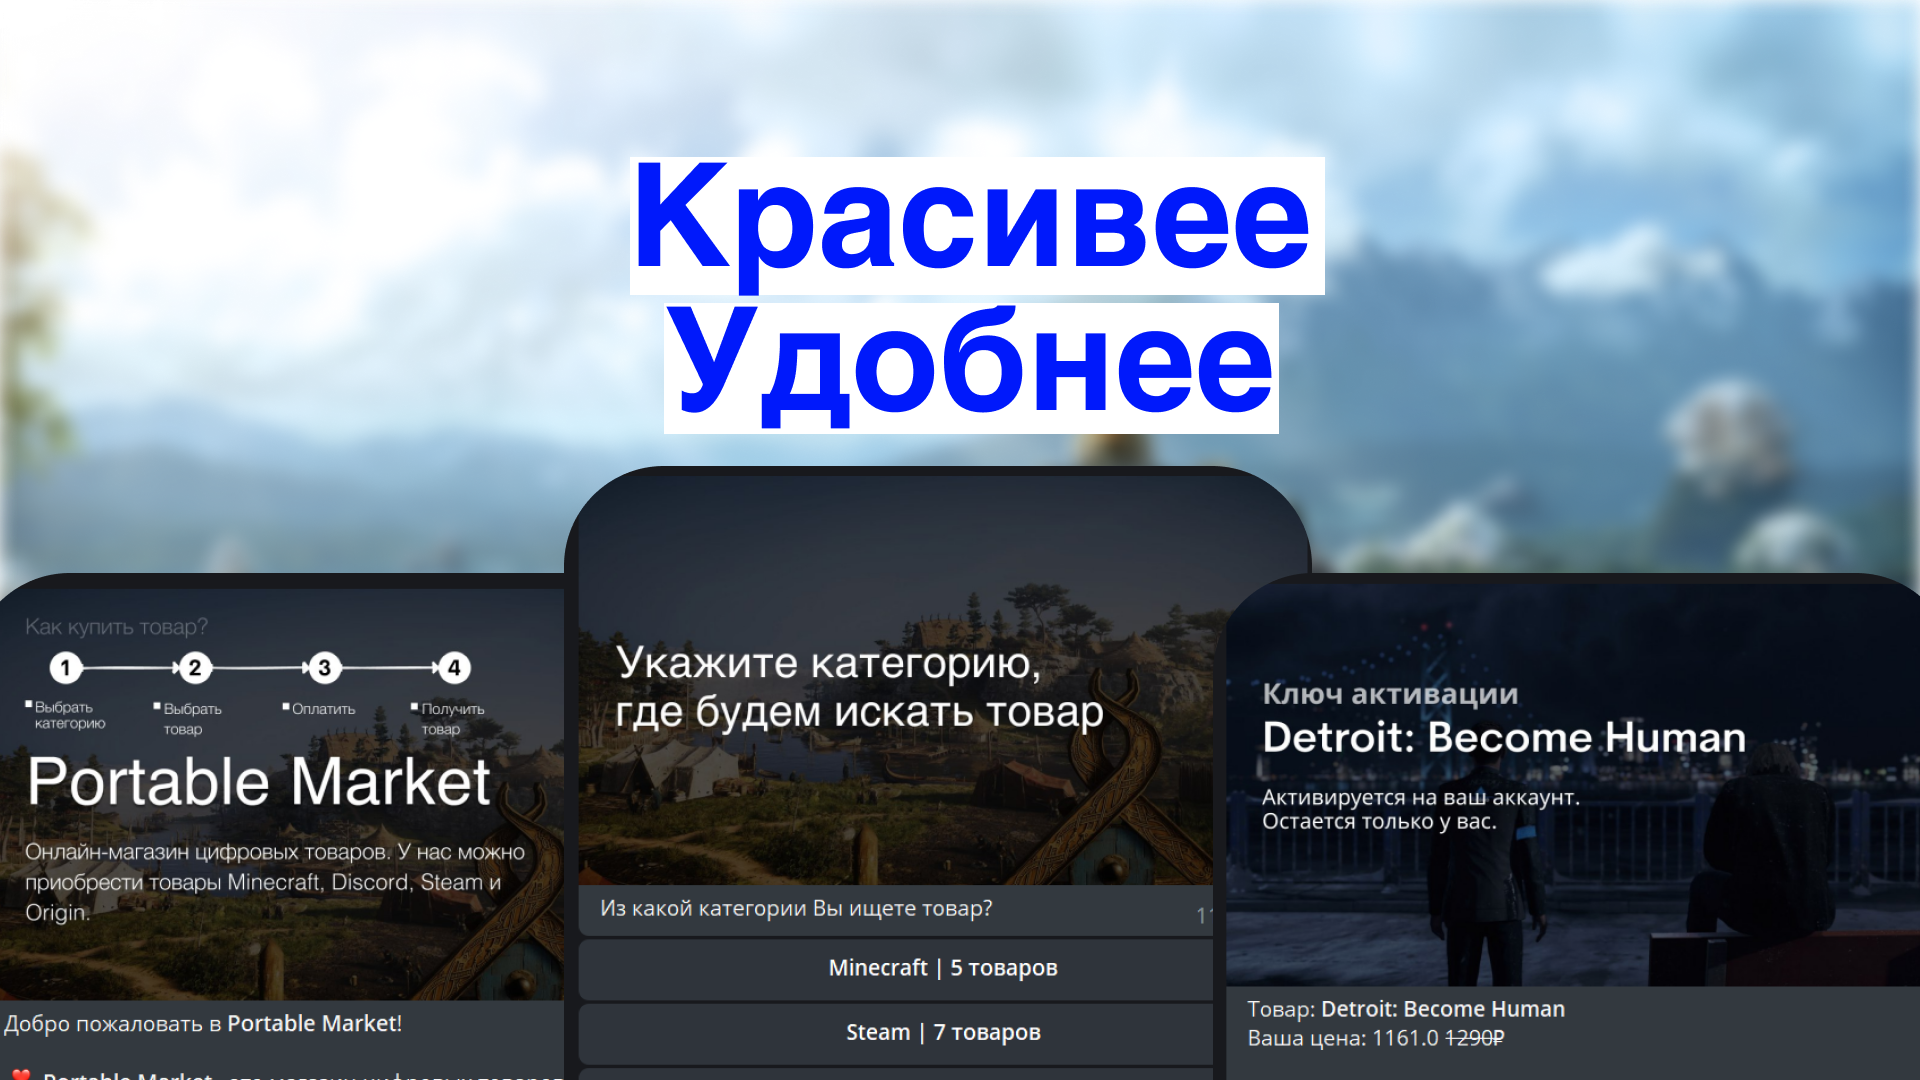 Красивее
Удобнее
Как купить товар?
1 2 3 4
Выбрать категорию
Выбрать товар
Оплатить
Получить товар
Portable Market
Онлайн-магазин цифровых товаров. У нас можно
приобрести товары Minecraft, Discord, Steam и
Origin.
Добро пожаловать в Portable Market!
Portable Market
Укажите категорию,
где будем искать товар
Из какой категории Вы ищете товар?
Minecraft | 5 товаров
Steam | 7 товаров
Ключ активации
Detroit: Become Human
Активируется на ваш аккаунт.
Остается только у вас.
Товар: Detroit: Become Human
Ваша цена: 1161.0 1290₽